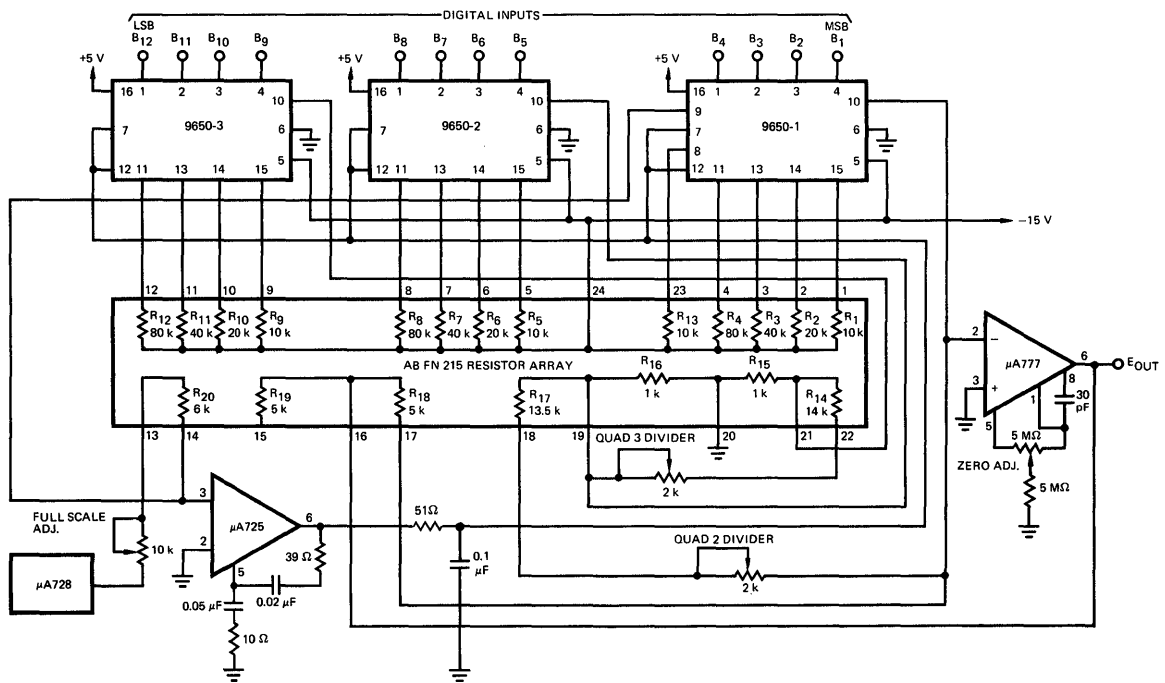 DIGITAL INPUTS
LSB MSB
B12 B11 B10 B9 B8 B7 B6 B5 B4 B3 B2 B1
+5 V +5 V +5 V
16 1 2 3 4 10 16 1 2 3 4 10 16 1 2 3 4 10
9
7 9650-3 6 7 9650-2 6 7 9650-1 6
8
5 5 5
12 11 13 14 15 12 11 13 14 15 12 11 13 14 15
−15 V
12 11 10 9 8 7 6 5 24 23 4 3 2 1
R12 R11 R10 R9 R8 R7 R6 R5 R13 R4 R3 R2 R1
80 k 40 k 20 k 10 k 80 k 40 k 20 k 10 k 10 k 80 k 40 k 20 k 10 k
AB FN 215 RESISTOR ARRAY
R16 R15
1 k 1 k
R20 R19 R18 R17 R14
6 k 5 k 5 k 13.5 k 14 k
13 14 15 16 17 18 19 20 21 22
QUAD 3 DIVIDER
2 k
2 − μA777 6 EOUT
3 + 8
1 30 pF
5
5 MΩ
ZERO ADJ.
5 MΩ
FULL SCALE ADJ.
10 k
μA728
3 μA725 6
2
5
51Ω
39 Ω
0.1 μF
0.02 μF
0.05 μF
10 Ω
QUAD 2 DIVIDER
2 k